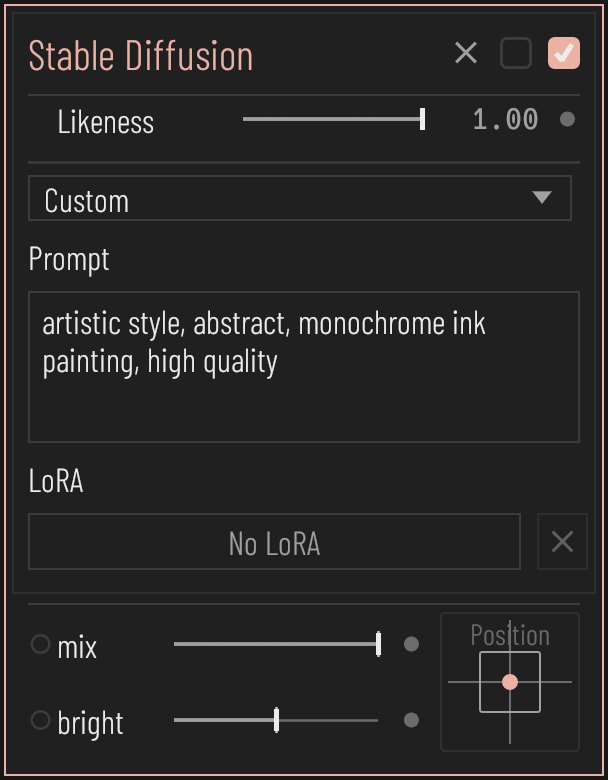 Stable Diffusion
Likeness 1.00
Custom
Prompt
artistic style, abstract, monochrome ink
painting, high quality
LoRA
No LoRA
mix
Position
bright